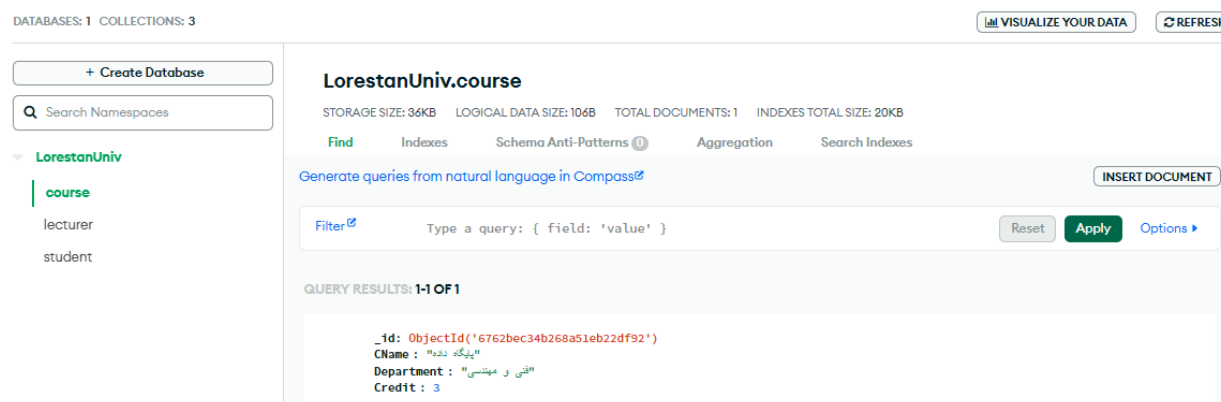 DATABASES: 1 COLLECTIONS: 3
VISUALIZE YOUR DATA
REFRESH
+ Create Database
Search Namespaces
LorestanUniv
course
lecturer
student
LorestanUniv.course
STORAGE SIZE: 36KB LOGICAL DATA SIZE: 106B TOTAL DOCUMENTS: 1 INDEXES TOTAL SIZE: 20KB
Find Indexes Schema Anti-Patterns 0 Aggregation Search Indexes
Generate queries from natural language in Compass
INSERT DOCUMENT
Filter Type a query: { field: 'value' } Reset Apply Options
QUERY RESULTS: 1-1 OF 1
_id: ObjectId('6762bec34b268a51eb22df92')
CName : "پایگاه داده"
Department : "فنی و مهندسی"
Credit : 3